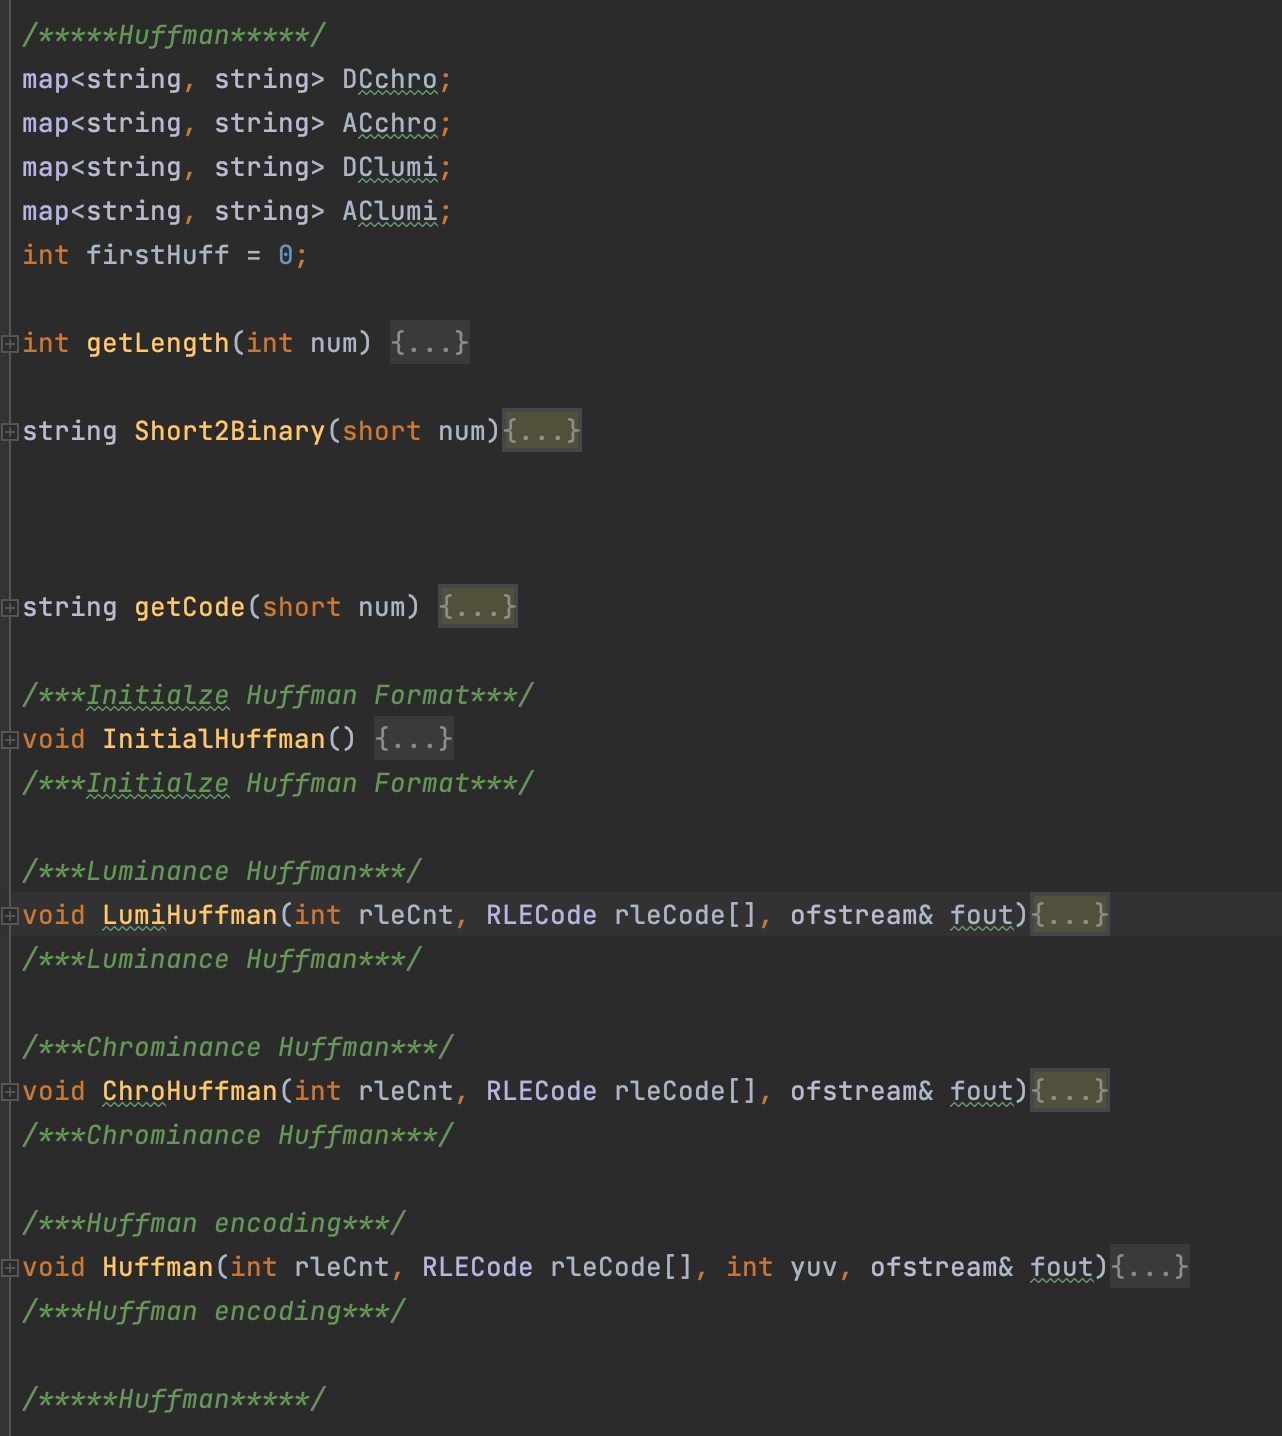 /*****Huffman*****/
map<string, string> DCchro;
map<string, string> ACchro;
map<string, string> DClumi;
map<string, string> AClumi;
int firstHuff = 0;
int getLength(int num) {...}
string Short2Binary(short num){...}
string getCode(short num) {...}
/***Initialze Huffman Format***/
void InitialHuffman() {...}
/***Initialze Huffman Format***/
/***Luminance Huffman***/
void LumiHuffman(int rleCnt, RLECode rleCode[], ofstream& fout){...}
/***Luminance Huffman***/
/***Chrominance Huffman***/
void ChroHuffman(int rleCnt, RLECode rleCode[], ofstream& fout){...}
/***Chrominance Huffman***/
/***Huffman encoding***/
void Huffman(int rleCnt, RLECode rleCode[], int yuv, ofstream& fout){...}
/***Huffman encoding***/
/*****Huffman*****/